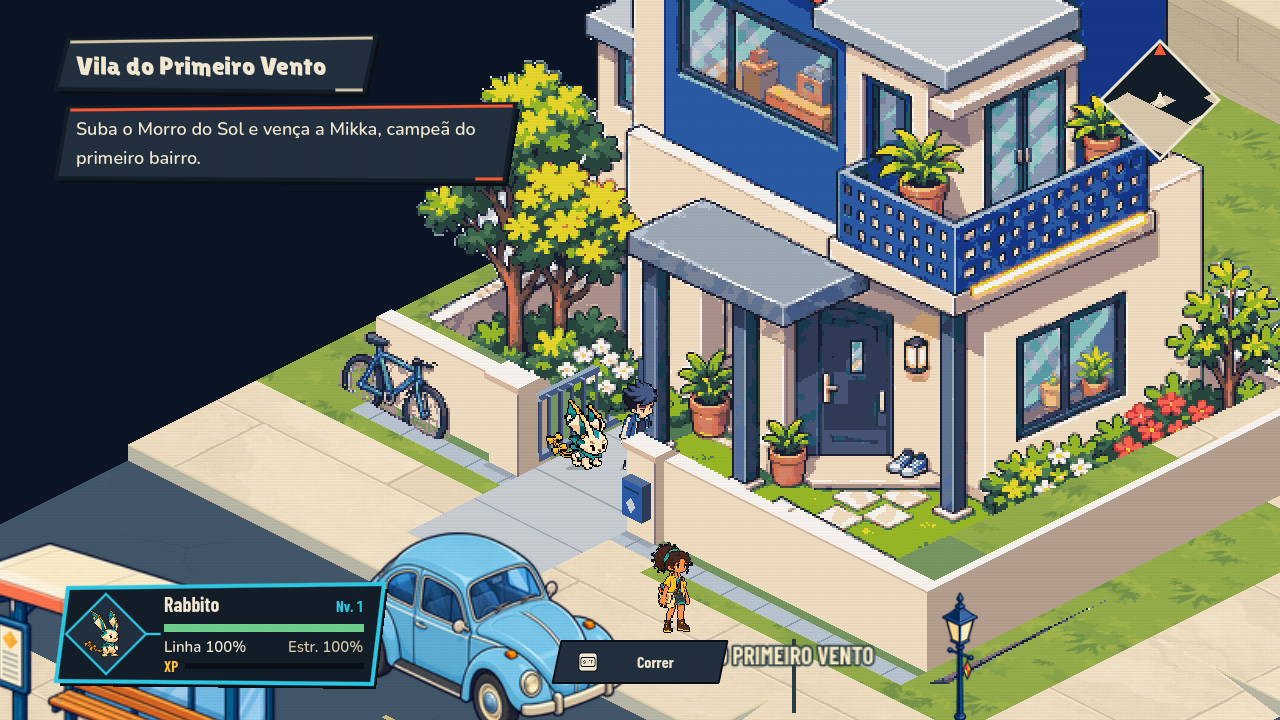 Vila do Primeiro Vento
Suba o Morro do Sol e vença a Mikka, campeã do
primeiro bairro.
Rabbito
Nv. 1
Linha 100%
Estr. 100%
XP
Correr
PRIMEIRO VENTO